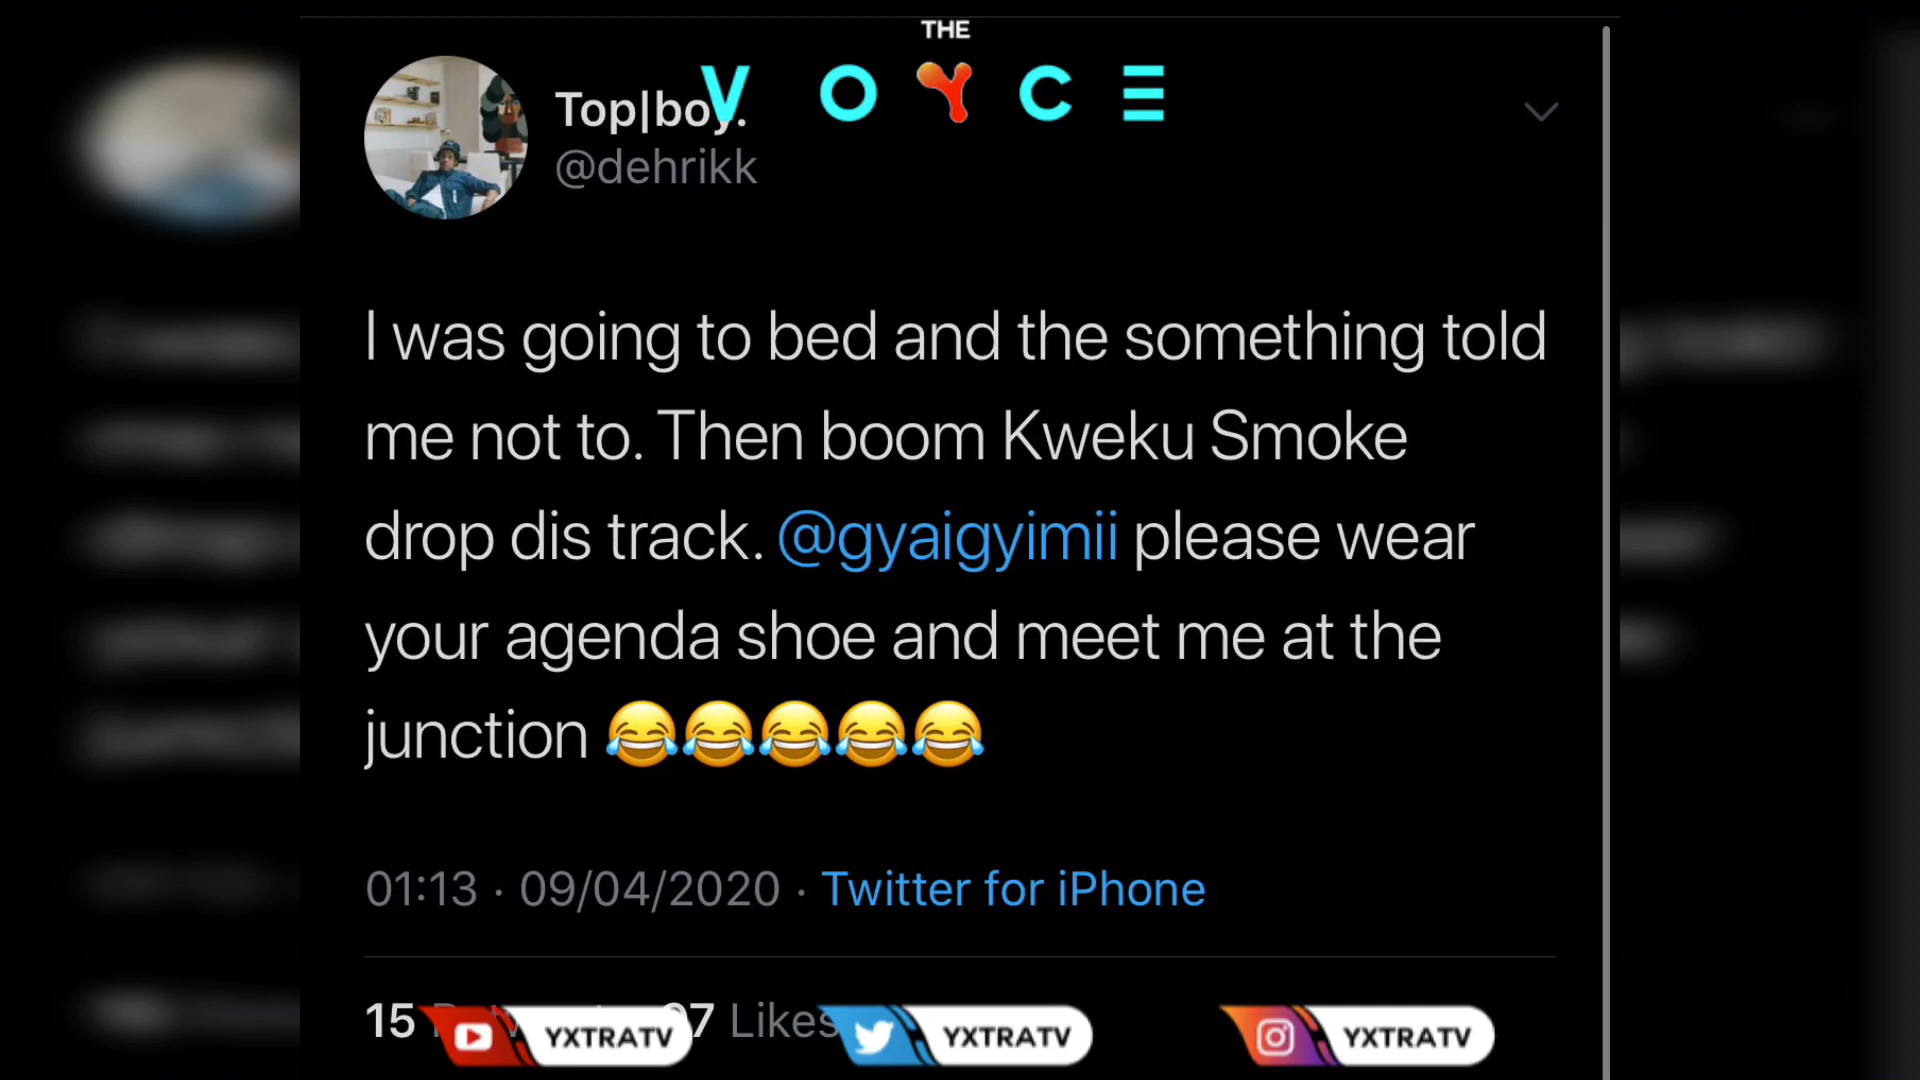 THE
VOYCE
Top|boy.
@dehrikk
I was going to bed and the something told
me not to. Then boom Kweku Smoke
drop dis track. @gyaigyimii please wear
your agenda shoe and meet me at the
junction 😂😂😂😂😂
01:13 · 09/04/2020 · Twitter for iPhone
15 Likes
YXTRATV YXTRATV YXTRATV